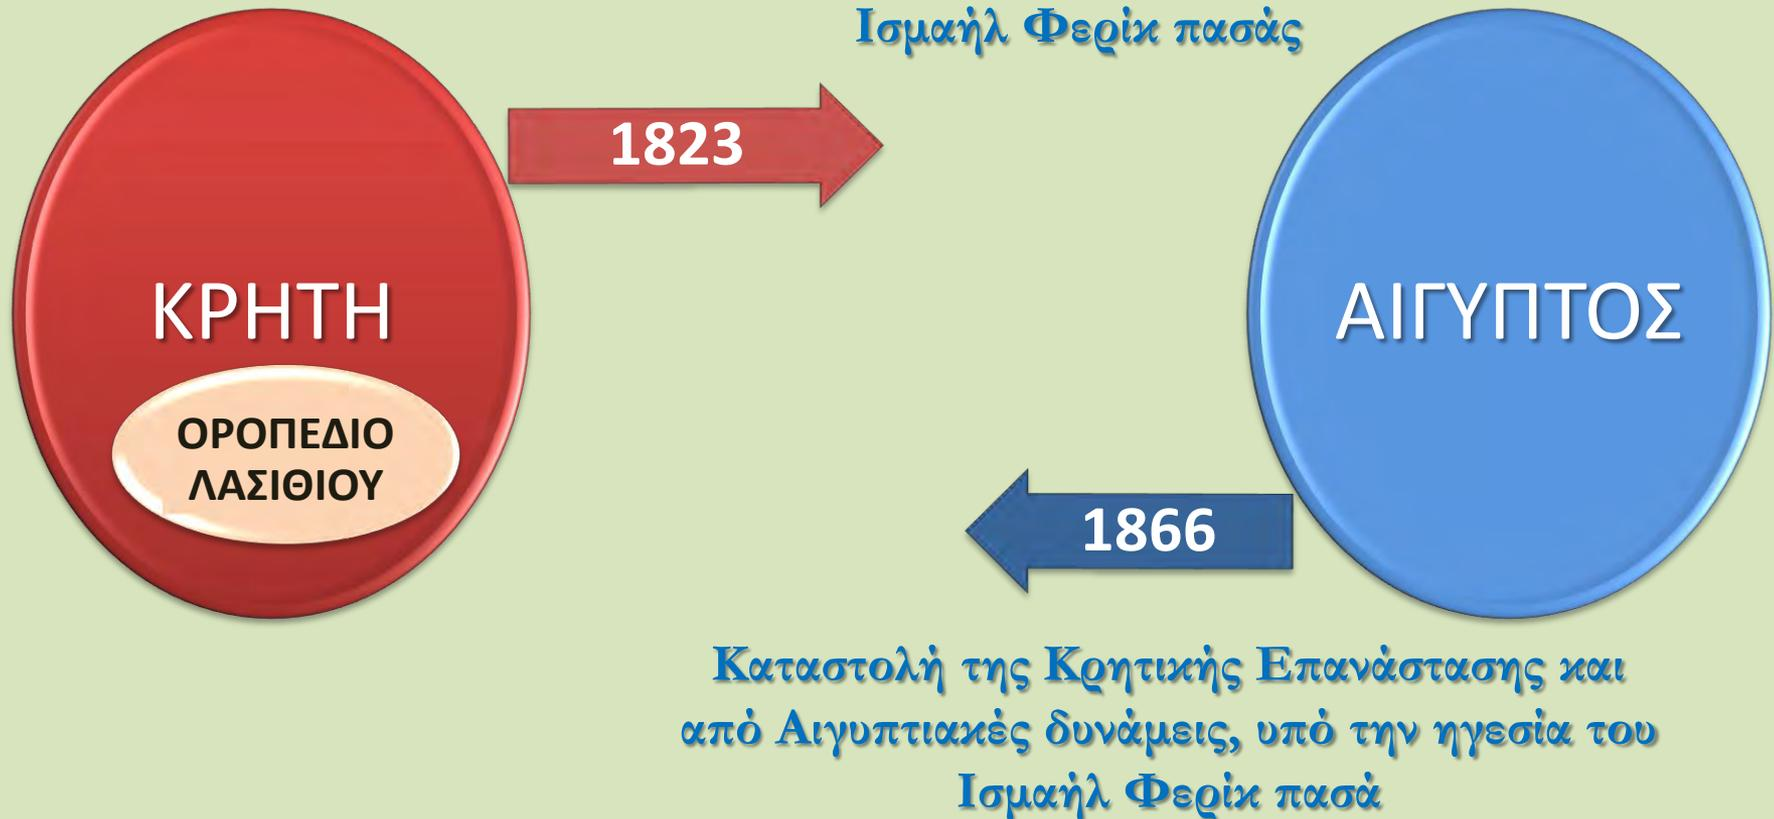 Ισμαήλ Φερίκ πασάς
1823
ΚΡΗΤΗ
ΑΙΓΥΠΤΟΣ
ΟΡΟΠΕΔΙΟ
ΛΑΣΙΘΙΟΥ
1866
Καταστολή της Κρητικής Επανάστασης και
από Αιγυπτιακές δυνάμεις, υπό την ηγεσία του
Ισμαήλ Φερίκ πασά